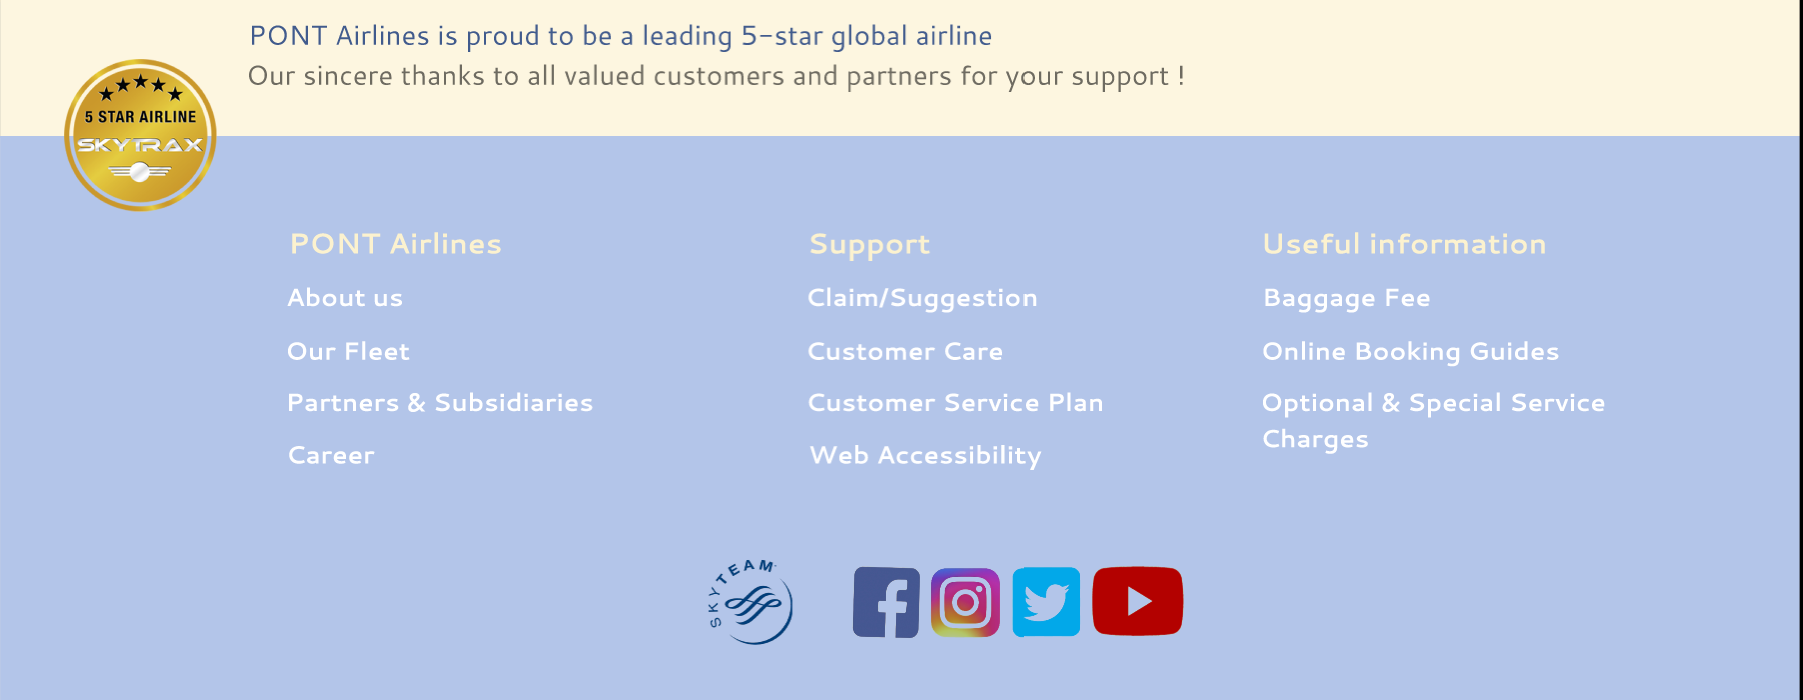 PONT Airlines is proud to be a leading 5-star global airline
Our sincere thanks to all valued customers and partners for your support !
5 STAR AIRLINE
SKYTRAX
PONT Airlines
About us
Our Fleet
Partners & Subsidiaries
Career
Support
Claim/Suggestion
Customer Care
Customer Service Plan
Web Accessibility
Useful information
Baggage Fee
Online Booking Guides
Optional & Special Service
Charges
SKYTEAM